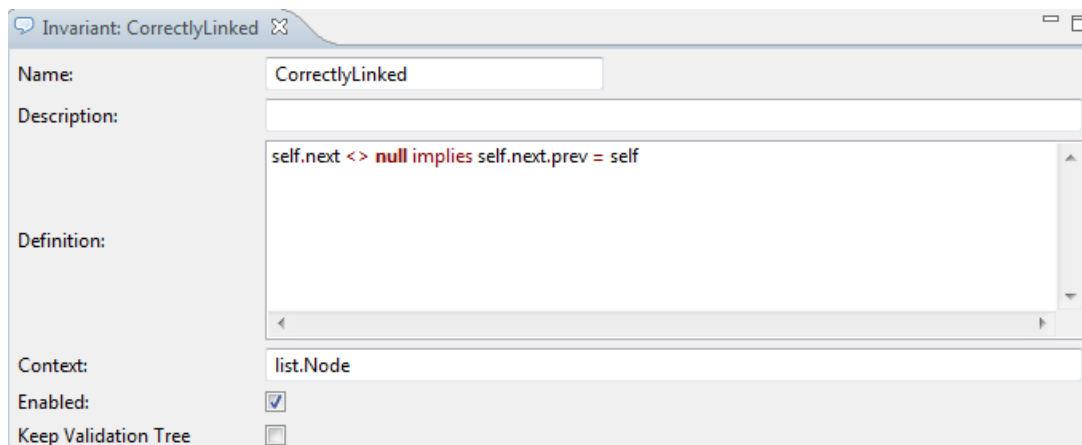 Invariant: CorrectlyLinked
Name: CorrectlyLinked
Description:
self.next <> null implies self.next.prev = self
Definition:
Context: list.Node
Enabled:
Keep Validation Tree